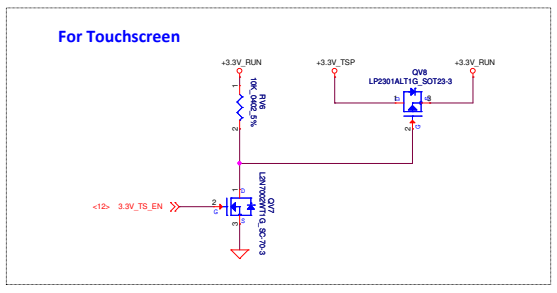 For Touchscreen
+3.3V_RUN
+3.3V_TSP
+3.3V_RUN
QV8
LP2301ALT1G_SOT23-3
1
RV6
10K_0402_5%
2
D
S
3
2
G
1
D
<12> 3.3V_TS_EN
2
G
QV7
L2N7002WT1G_SC-70-3
S
3